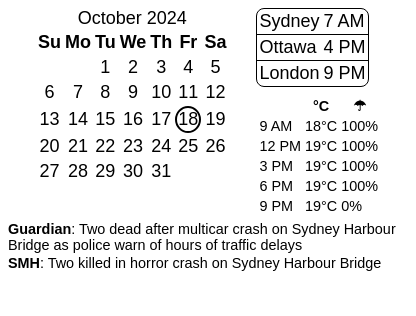 October 2024
Su Mo Tu We Th Fr Sa
1 2 3 4 5
6 7 8 9 10 11 12
13 14 15 16 17 18 19
20 21 22 23 24 25 26
27 28 29 30 31
Sydney 7 AM
Ottawa 4 PM
London 9 PM
°C ☂
9 AM 18°C 100%
12 PM 19°C 100%
3 PM 19°C 100%
6 PM 19°C 100%
9 PM 19°C 0%
Guardian: Two dead after multicar crash on Sydney Harbour
Bridge as police warn of hours of traffic delays
SMH: Two killed in horror crash on Sydney Harbour Bridge